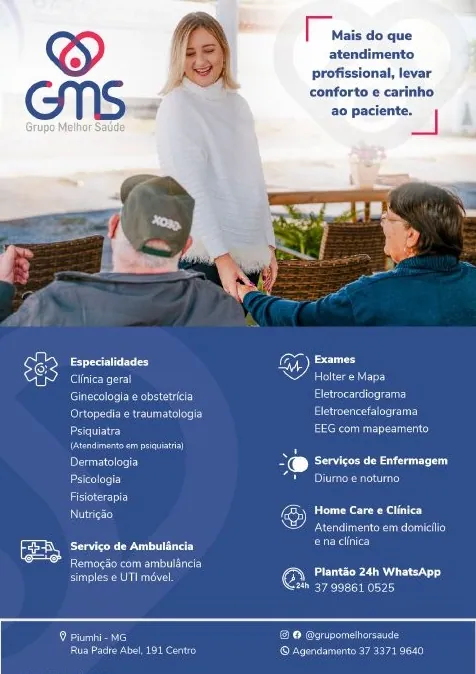 GMS
Grupo Melhor Saúde
Mais do que
atendimento
profissional, levar
conforto e carinho
ao paciente.
XOXO
Especialidades
Clínica geral
Ginecologia e obstetrícia
Ortopedia e traumatologia
Psiquiatra
(Atendimento em psiquiatria)
Dermatologia
Psicologia
Fisioterapia
Nutrição
Serviço de Ambulância
Remoção com ambulância
simples e UTI móvel.
Exames
Holter e Mapa
Eletrocardiograma
Eletroencefalograma
EEG com mapeamento
Serviços de Enfermagem
Diurno e noturno
Home Care e Clínica
Atendimento em domicílio
e na clínica
24h
Plantão 24h WhatsApp
37 99861 0525
Piumhi - MG
Rua Padre Abel, 191 Centro
@grupomelhorsaude
Agendamento 37 3371 9640